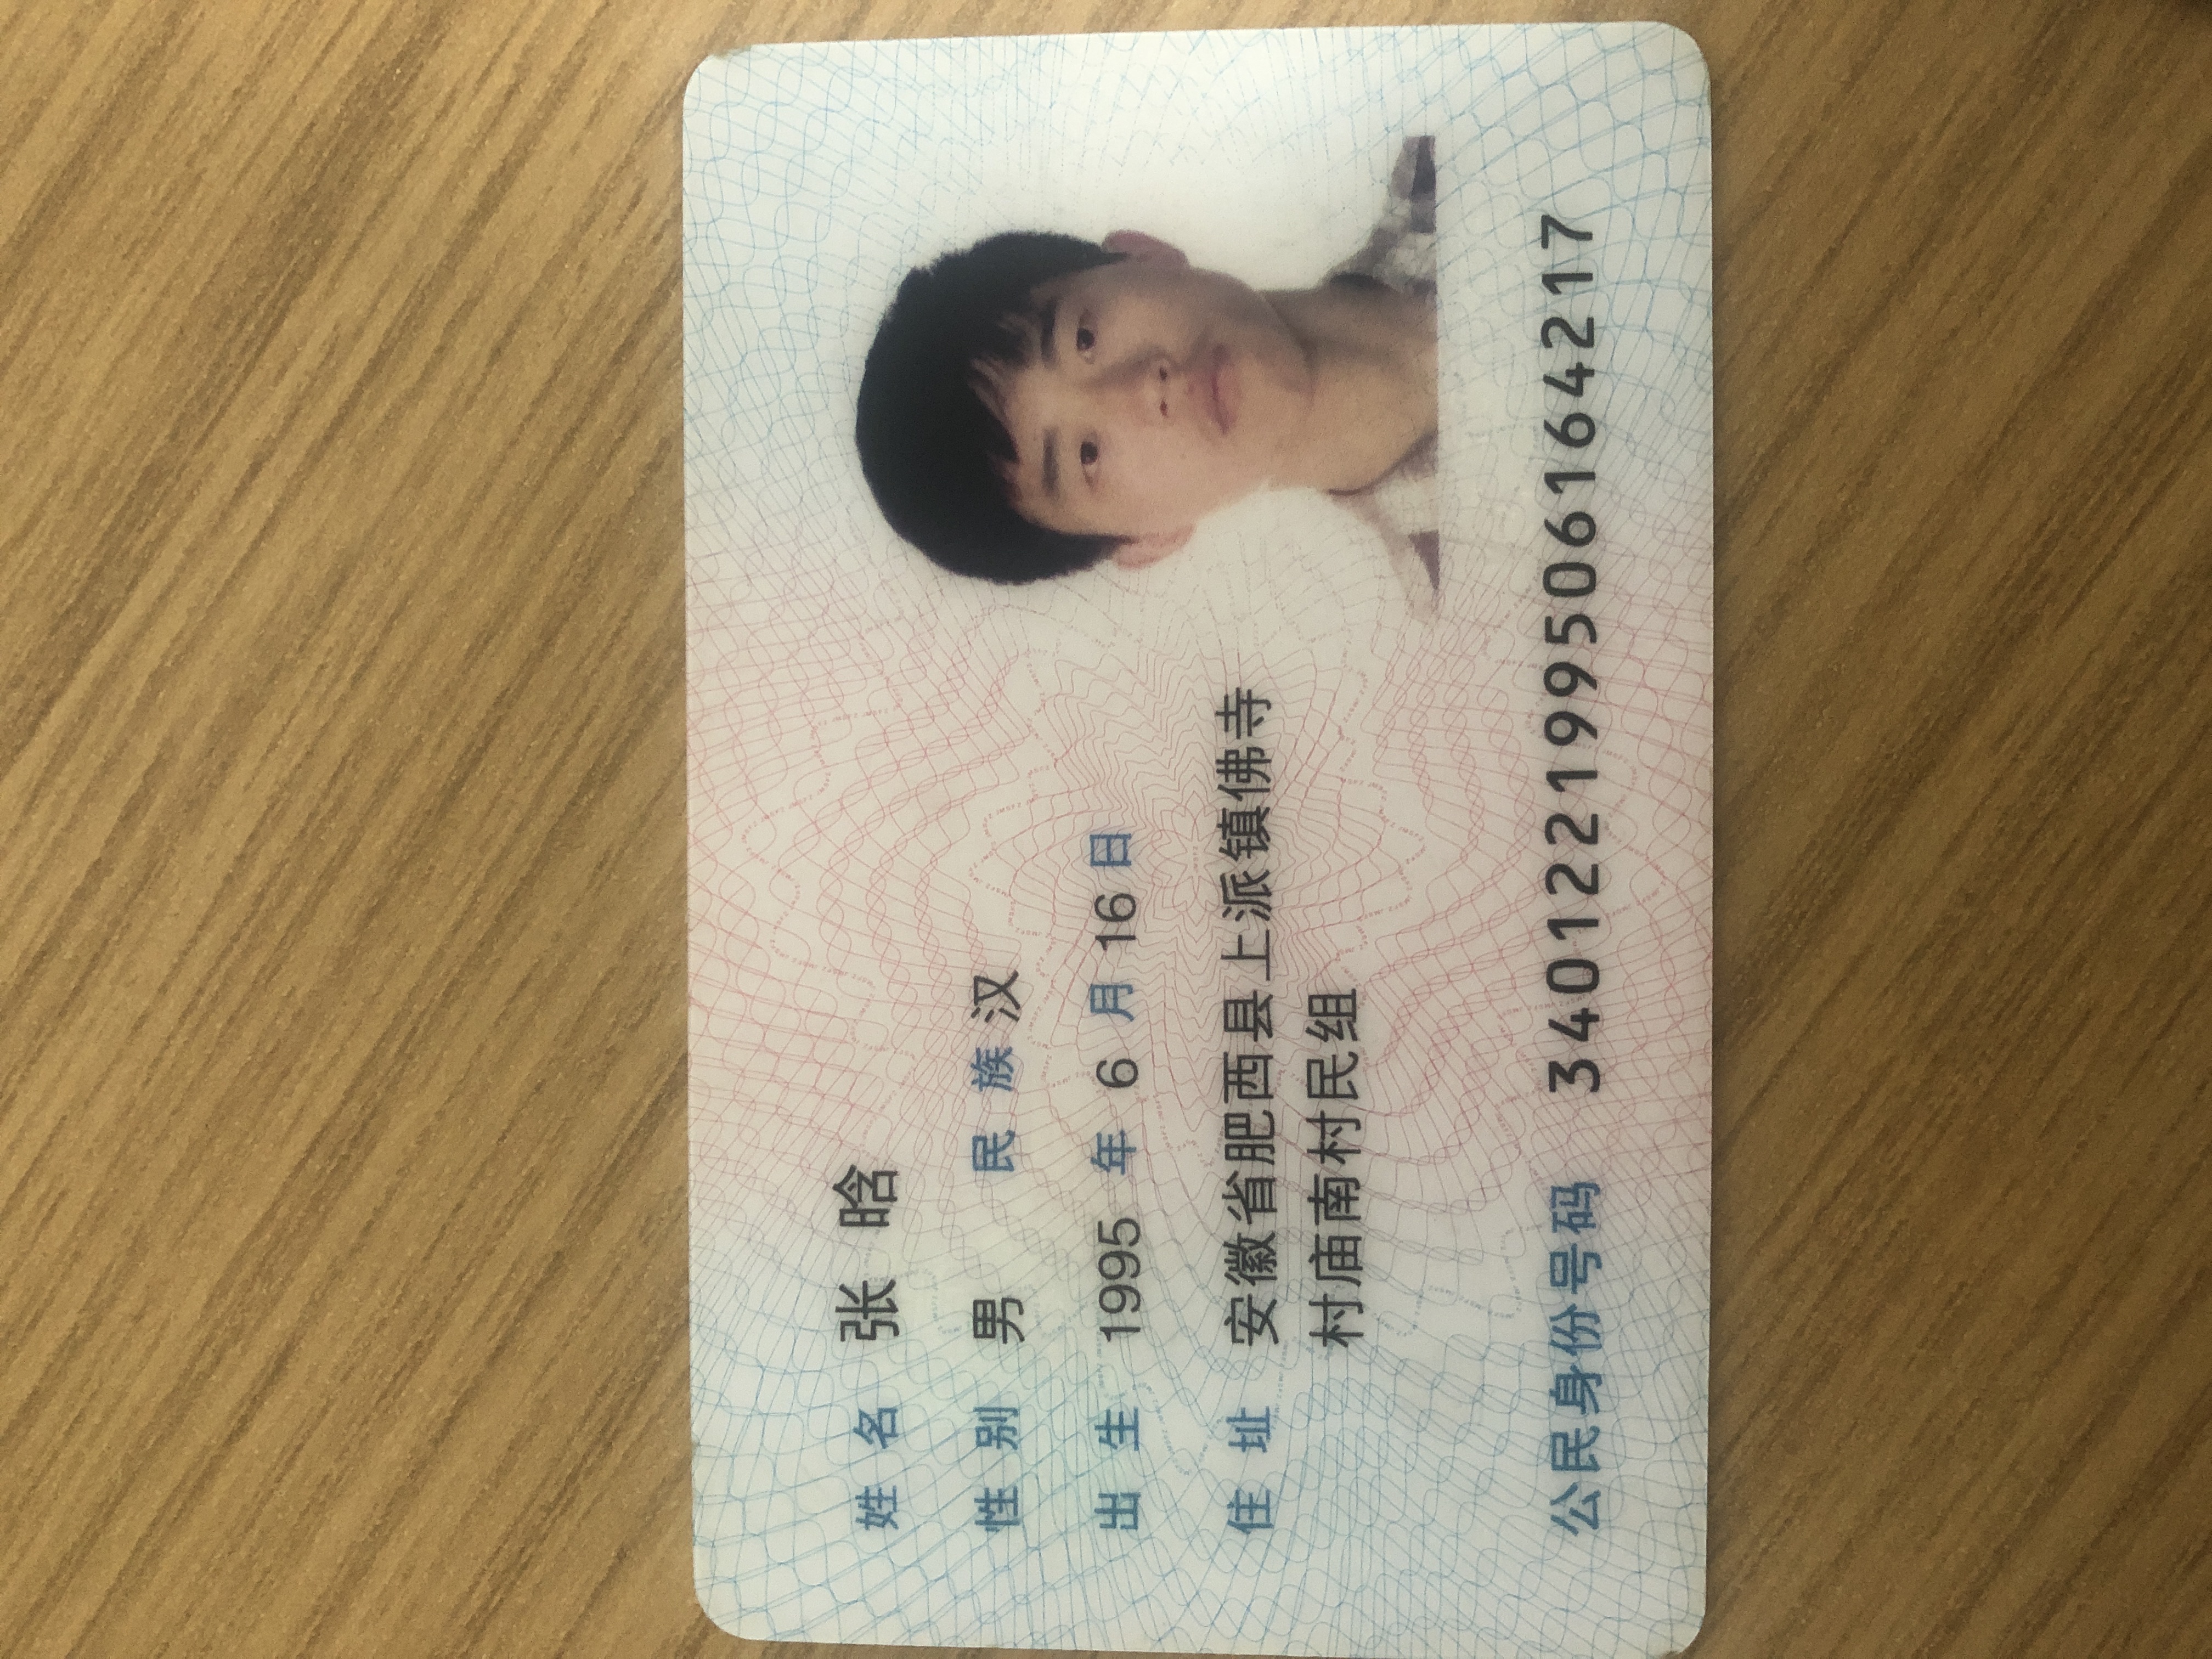 姓名 张晗
性别 男 民族 汉
出生 1995 年 6 月 16 日
住址 安徽省肥西县上派镇佛寺
村庙南村民组
公民身份号码 340122199506164217